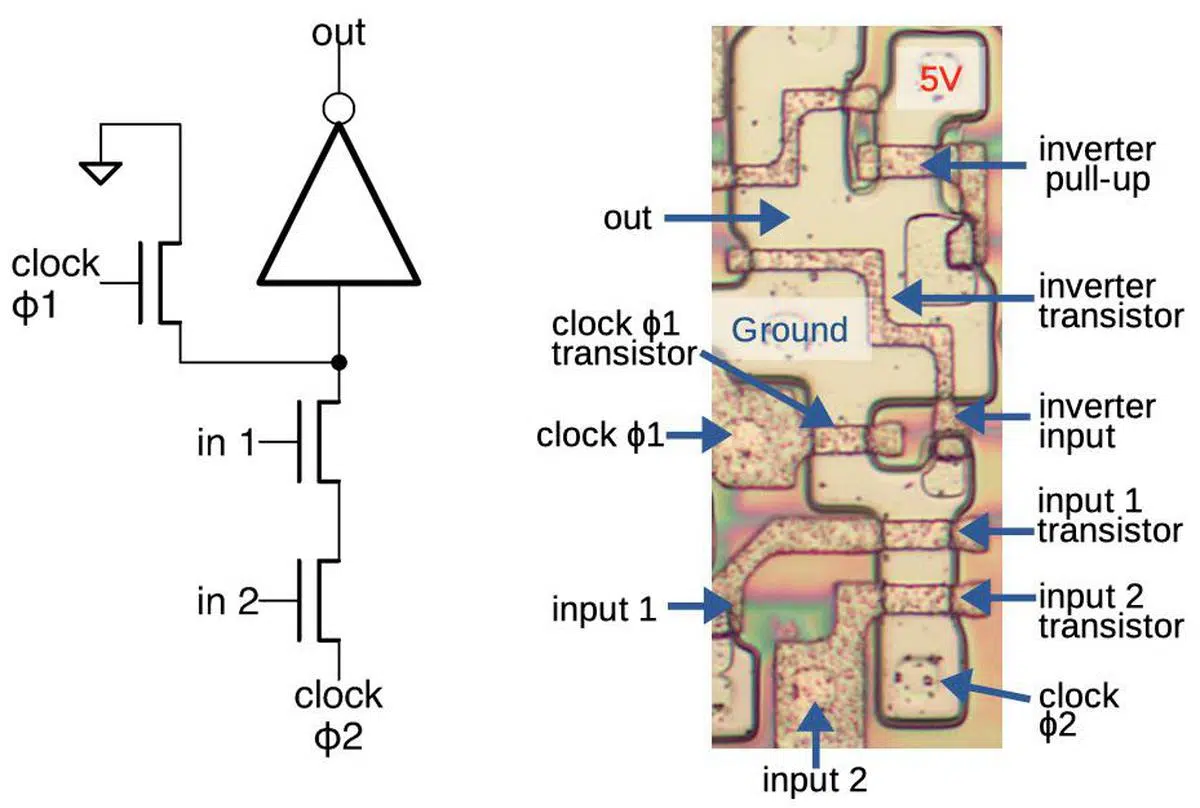 out
clock
ϕ1
in 1
in 2
clock
ϕ2
5V
inverter
pull-up
out
inverter
transistor
clock ϕ1
transistor
Ground
clock ϕ1
inverter
input
input 1
transistor
input 1
input 2
transistor
clock
ϕ2
input 2